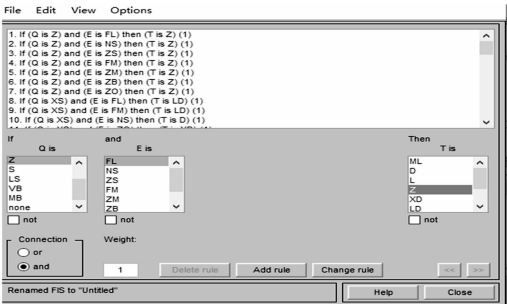 File Edit View Options
1. If (Q is Z) and (E is FL) then (T is Z) (1)
2. If (Q is Z) and (E is NS) then (T is Z) (1)
3. If (Q is Z) and (E is ZS) then (T is Z) (1)
4. If (Q is Z) and (E is FM) then (T is Z) (1)
5. If (Q is Z) and (E is ZM) then (T is Z) (1)
6. If (Q is Z) and (E is ZB) then (T is Z) (1)
7. If (Q is Z) and (E is ZO) then (T is Z) (1)
8. If (Q is XS) and (E is FL) then (T is LD) (1)
9. If (Q is XS) and (E is FM) then (T is LD) (1)
10. If (Q is XS) and (E is NS) then (T is D) (1)
If and Then
Q is E is T is
Z FL ML
S NS D
LS ZS L
VB FM Z
MB ZM XD
none ZB LD
not not not
Connection Weight:
or
and 1 Delete rule Add rule Change rule << >>
Renamed FIS to "Untitled" Help Close